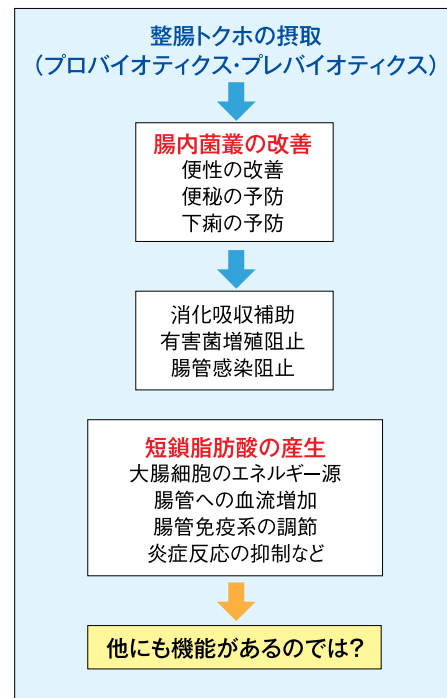 整腸トクホの摂取
（プロバイオティクス・プレバイオティクス）
腸内菌叢の改善
便性の改善
便秘の予防
下痢の予防
消化吸収補助
有害菌増殖阻止
腸管感染阻止
短鎖脂肪酸の産生
大腸細胞のエネルギー源
腸管への血流増加
腸管免疫系の調節
炎症反応の抑制など
他にも機能があるのでは?